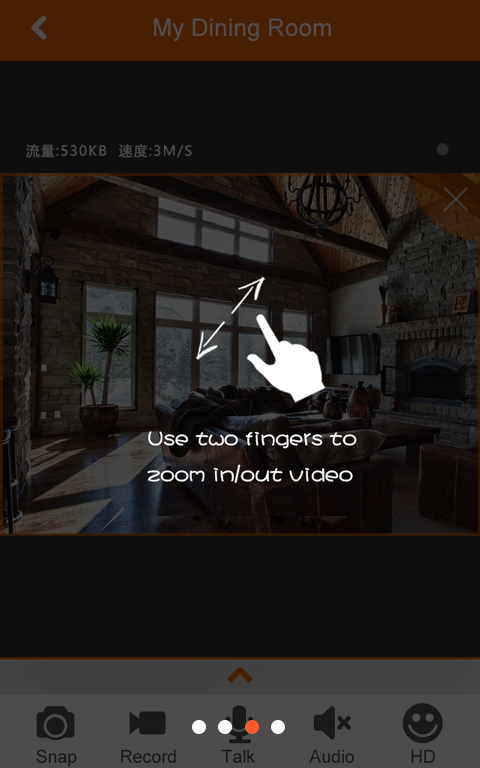 My Dining Room
流量:530KB 速度:3M/S
Use two fingers to
zoom in/out video
Snap Record Talk Audio HD